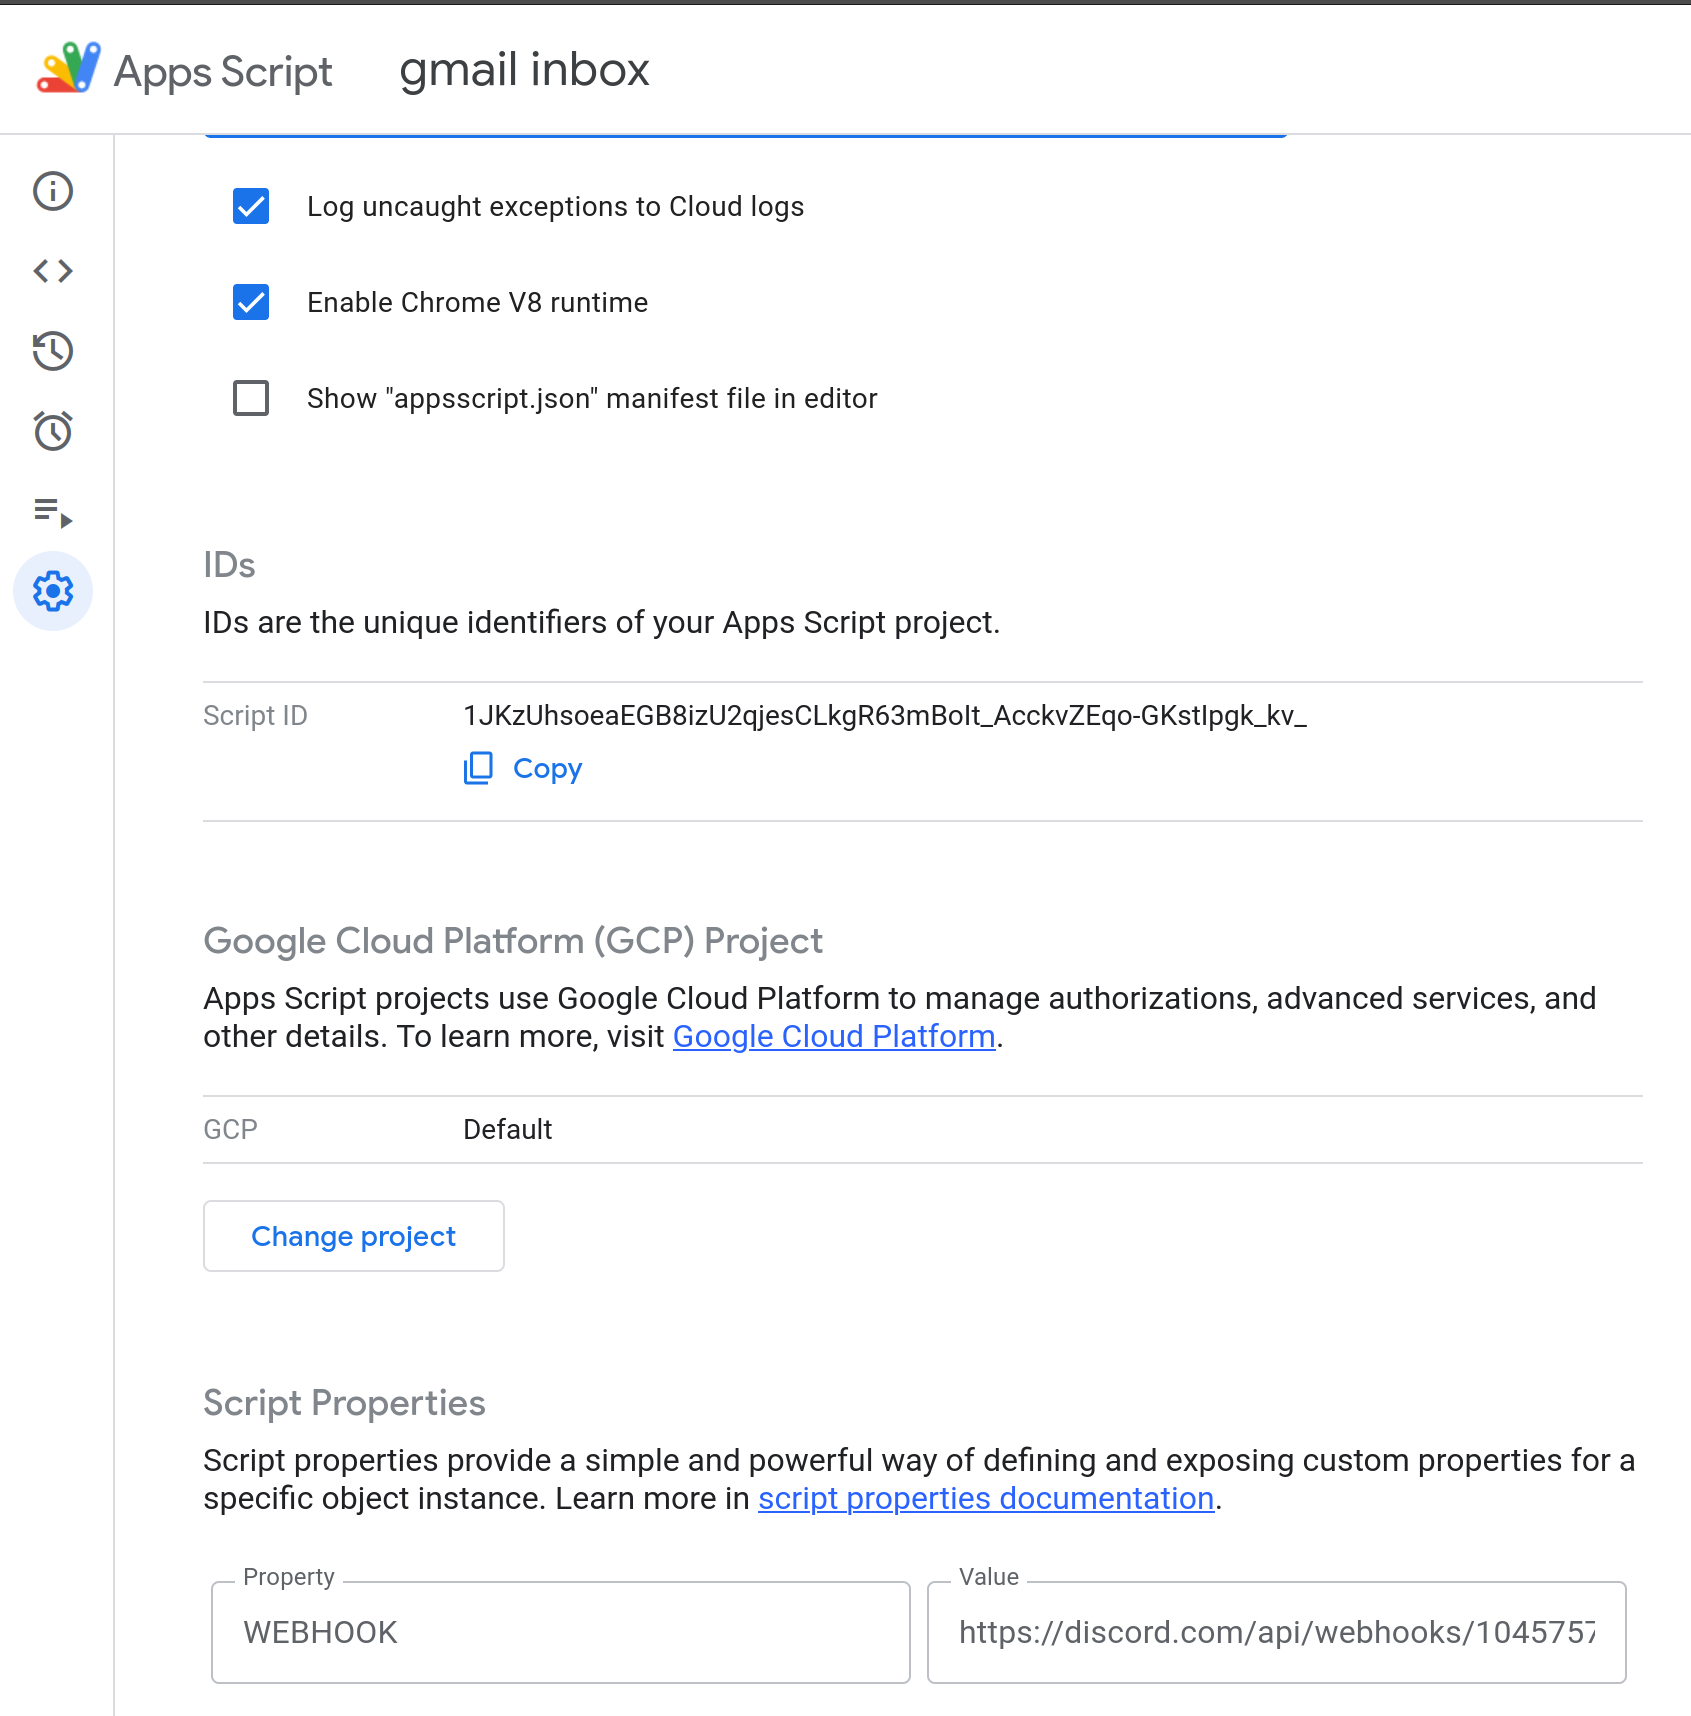 Apps Script
gmail inbox
Log uncaught exceptions to Cloud logs
Enable Chrome V8 runtime
Show "appsscript.json" manifest file in editor
IDs
IDs are the unique identifiers of your Apps Script project.
Script ID
1JKzUhsoeaEGB8izU2qjesCLkgR63mBoIt_AcckvZEqo-GKstIpgk_kv_
Copy
Google Cloud Platform (GCP) Project
Apps Script projects use Google Cloud Platform to manage authorizations, advanced services, and
other details. To learn more, visit Google Cloud Platform.
GCP
Default
Change project
Script Properties
Script properties provide a simple and powerful way of defining and exposing custom properties for a
specific object instance. Learn more in script properties documentation.
Property
WEBHOOK
Value
https://discord.com/api/webhooks/1045757